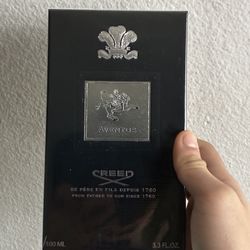 AVENTUS
CREED
DE PÈRE EN FILS DEPUIS 1760
FROM FATHER TO SON SINCE 1760
100 ML 3.3 FL.OZ.